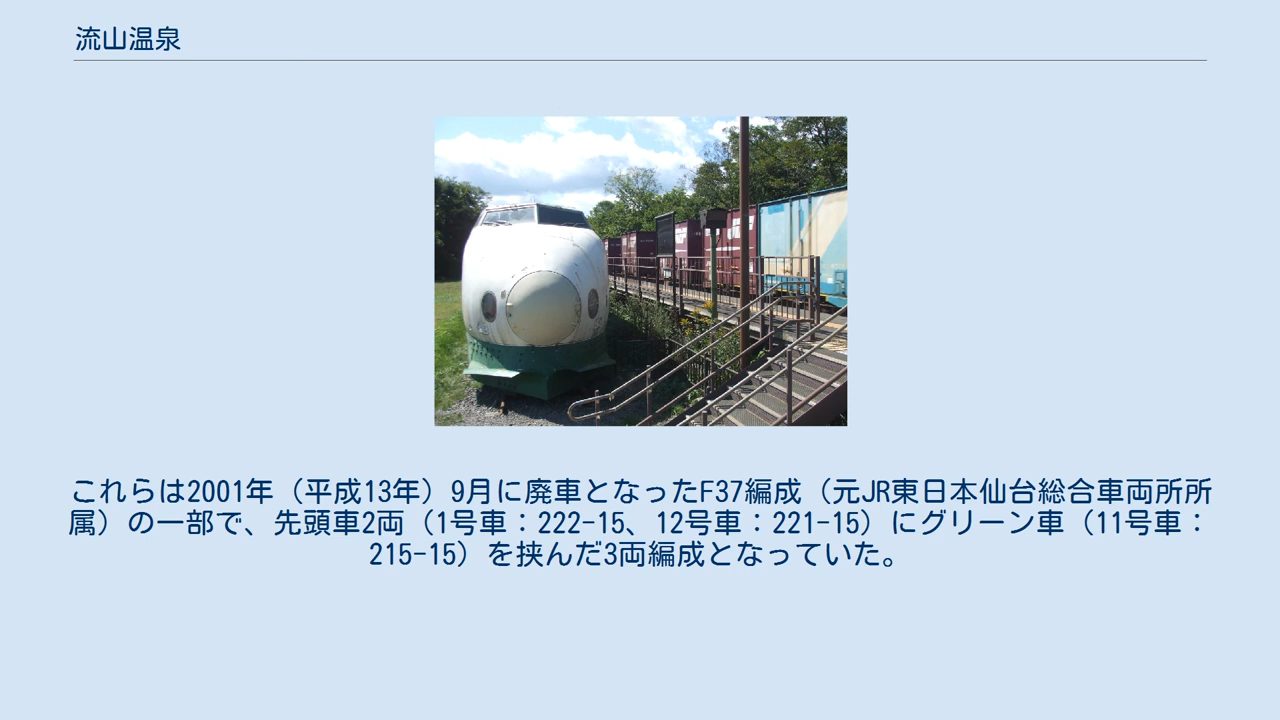 流山温泉
これらは2001年（平成13年）9月に廃車となったF37編成（元JR東日本仙台総合車両所所
属）の一部で、先頭車2両（1号車：222-15、12号車：221-15）にグリーン車（11号車：
215-15）を挟んだ3両編成となっていた。